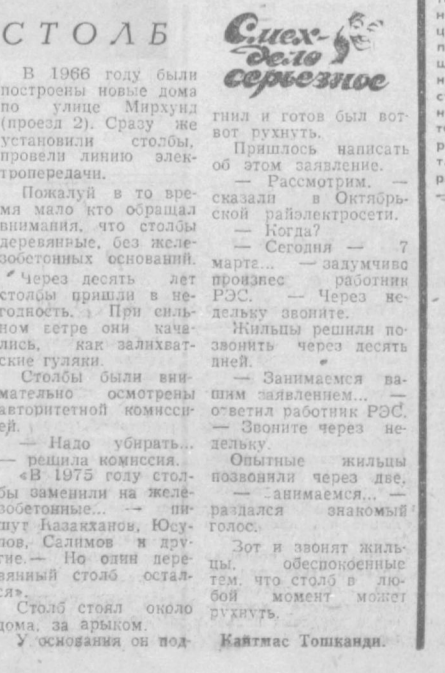 СТОЛБ
В 1966 году были
построены новые дома
по улице Мирхунд
(проезд 2). Сразу же
установили столбы,
провели линию элек-
тропередачи.
Пожалуй в то вре-
мя мало кто обращал
внимания, что столбы
деревянные, без желе-
зобетонных оснований.
Через десять лет
столбы пришли в не-
годность. При силь-
ном ветре они кача-
лись, как залихват-
ские гуляки.
Столбы были вни-
мательно осмотрены
авторитетной комисси-
ей.
— Надо убирать...
— решила комиссия.
«В 1975 году стол-
бы заменили на желе-
зобетонные... — пи-
шут Казакханов, Юсу-
пов, Салимов и дру-
гие.— Но один дере-
вянный столб остал-
ся».
Столб стоял около
дома, за арыком.
У основания он под-
Смех-
дело
серьезное
гнил и готов был вот-
вот рухнуть.
Пришлось написать
об этом заявление.
— Рассмотрим, —
сказали в Октябрь-
ской райэлектросети.
— Когда?
— Сегодня — 7
марта... — задумчиво
произнес работник
РЭС. — Через не-
дельку звоните.
Жильцы решили по-
звонить через десять
дней.
— Занимаемся ва-
шим заявлением... —
ответил работник РЭС.
— Звоните через не-
дельку.
Опытные жильцы
позвонили через две.
— Занимаемся... —
раздался знакомый
голос.
Вот и звонят жиль-
цы, обеспокоенные
тем, что столб в лю-
бой момент может
рухнуть.
Кайтмас Тошканди.